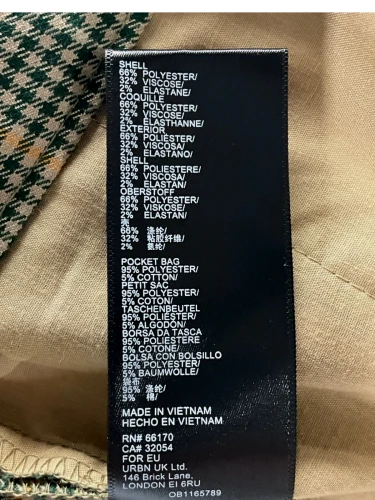 SHELL
66% POLYESTER/
32% VISCOSE/
2% ELASTANE/
COQUILLE
66% POLYESTER/
32% VISCOSE/
2% ÉLASTHANNE/
EXTERIOR
66% POLIÉSTER/
32% VISCOSA/
2% ELASTANO/
SHELL
66% POLIESTERE/
32% VISCOSA/
2% ELASTAN/
OBERSTOFF
66% POLYESTER/
32% VISKOSE/
2% ELASTAN/
壳
66% 涤纶/
32% 粘胶纤维/
2% 氨纶/
POCKET BAG
95% POLYESTER/
5% COTTON/
PETIT SAC
95% POLYESTER/
5% COTON/
TASCHENBEUTEL
95% POLIÉSTER/
5% ALGODÓN/
BORSA DA TASCA
95% POLIESTERE
5% COTONE/
BOLSA CON BOLSILLO
95% POLYESTER/
5% BAUMWOLLE/
袋布
95% 涤纶/
5% 棉/
MADE IN VIETNAM
HECHO EN VIETNAM
RN# 66170
CA# 32054
FOR EU
URBN UK Ltd.
146 Brick Lane,
LONDON E1 6RU
OB1165789